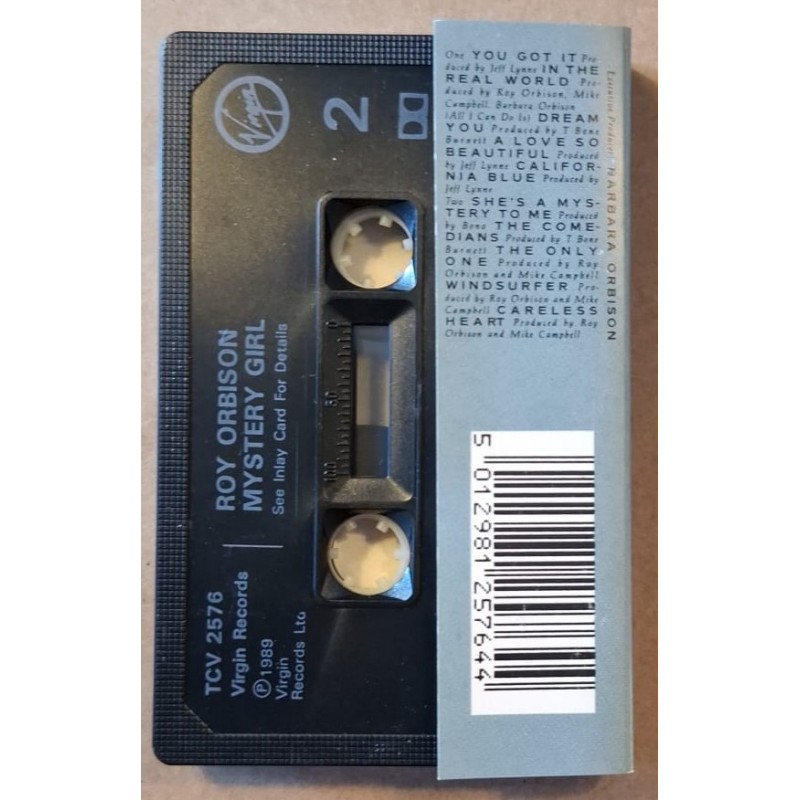 Virgin
2
ROY ORBISON
MYSTERY GIRL
See Inlay Card For Details
0
50
100
TCV 2576
Virgin Records
Ⓟ 1989
Virgin
Records Ltd
One YOU GOT IT Pro-
duced by Jeff Lynne IN THE
REAL WORLD Pro-
duced by Roy Orbison, Mike
Campbell, Barbara Orbison
(All I Can Do Is) DREAM
YOU Produced by T Bone
Burnett A LOVE SO
BEAUTIFUL Produced
by Jeff Lynne CALIFOR-
NIA BLUE Produced by
Jeff Lynne
Two SHE'S A MYS-
TERY TO ME Produced
by Bono THE COME-
DIANS Produced by T Bone
Burnett THE ONLY
ONE Produced by Roy
Orbison and Mike Campbell
WINDSURFER Pro-
duced by Roy Orbison and Mike
Campbell CARELESS
HEART Produced by Roy
Orbison and Mike Campbell
Executive Producer: BARBARA ORBISON
5 012981 257644